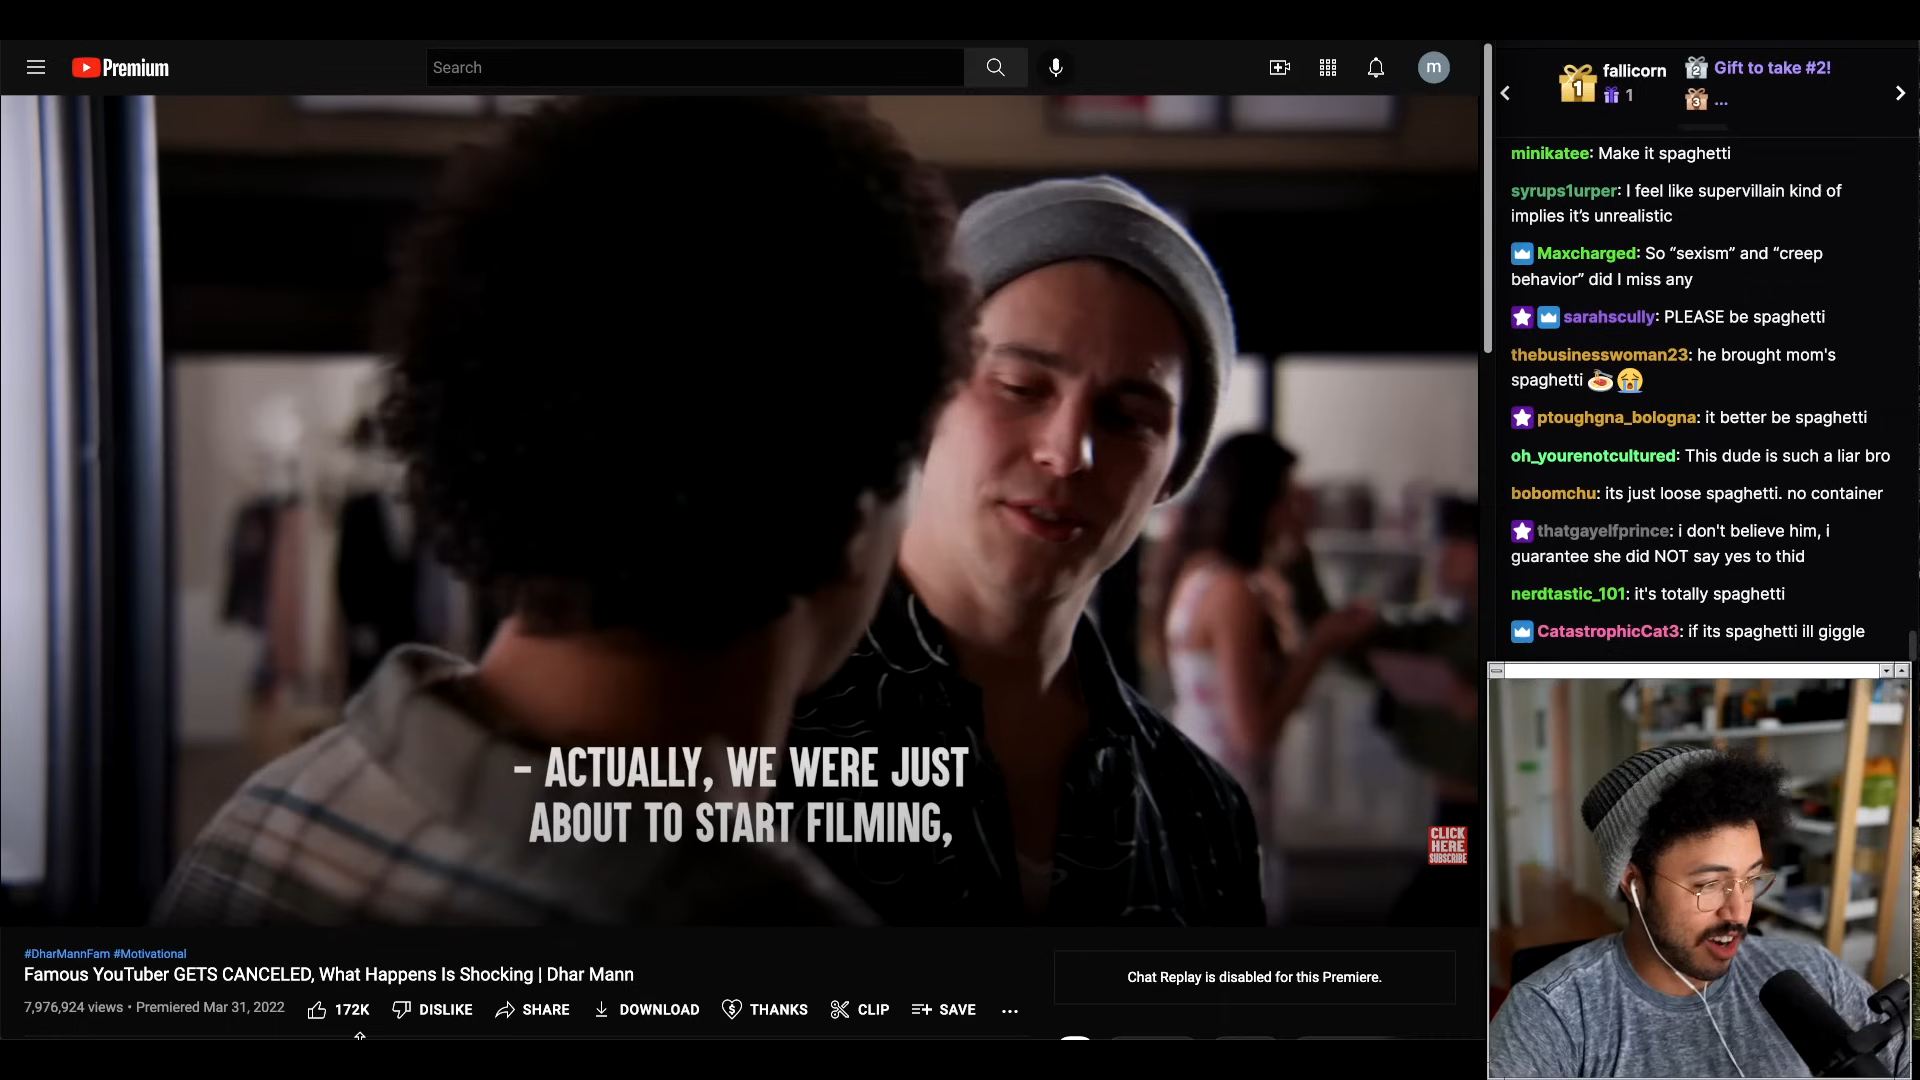 Premium
Search
m
1
fallicorn
1
2
Gift to take #2!
3
...
minikatee: Make it spaghetti
syrups1urper: I feel like supervillain kind of
implies it’s unrealistic
Maxcharged: So “sexism” and “creep
behavior” did I miss any
sarahscully: PLEASE be spaghetti
thebusinesswoman23: he brought mom's
spaghetti 🍝😭
ptoughgna_bologna: it better be spaghetti
oh_yourenotcultured: This dude is such a liar bro
bobomchu: its just loose spaghetti. no container
thatgayelfprince: i don't believe him, i
guarantee she did NOT say yes to thid
nerdtastic_101: it's totally spaghetti
CatastrophicCat3: if its spaghetti ill giggle
- ACTUALLY, WE WERE JUST
ABOUT TO START FILMING,
CLICK
HERE
SUBSCRIBE
#DharMannFam #Motivational
Famous YouTuber GETS CANCELED, What Happens Is Shocking | Dhar Mann
7,976,924 views • Premiered Mar 31, 2022
172K
DISLIKE
SHARE
DOWNLOAD
THANKS
CLIP
SAVE
...
Chat Replay is disabled for this Premiere.